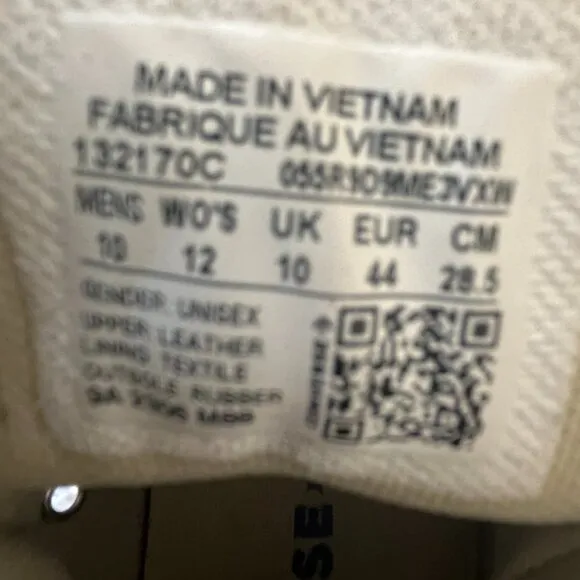 MADE IN VIETNAM
FABRIQUE AU VIETNAM
132170C
MENS WO'S UK EUR CM
10 12 10 44 28.5
GENDER: UNISEX
UPPER LEATHER
LINING TEXTILE
OUTSOLE RUBBER
SE